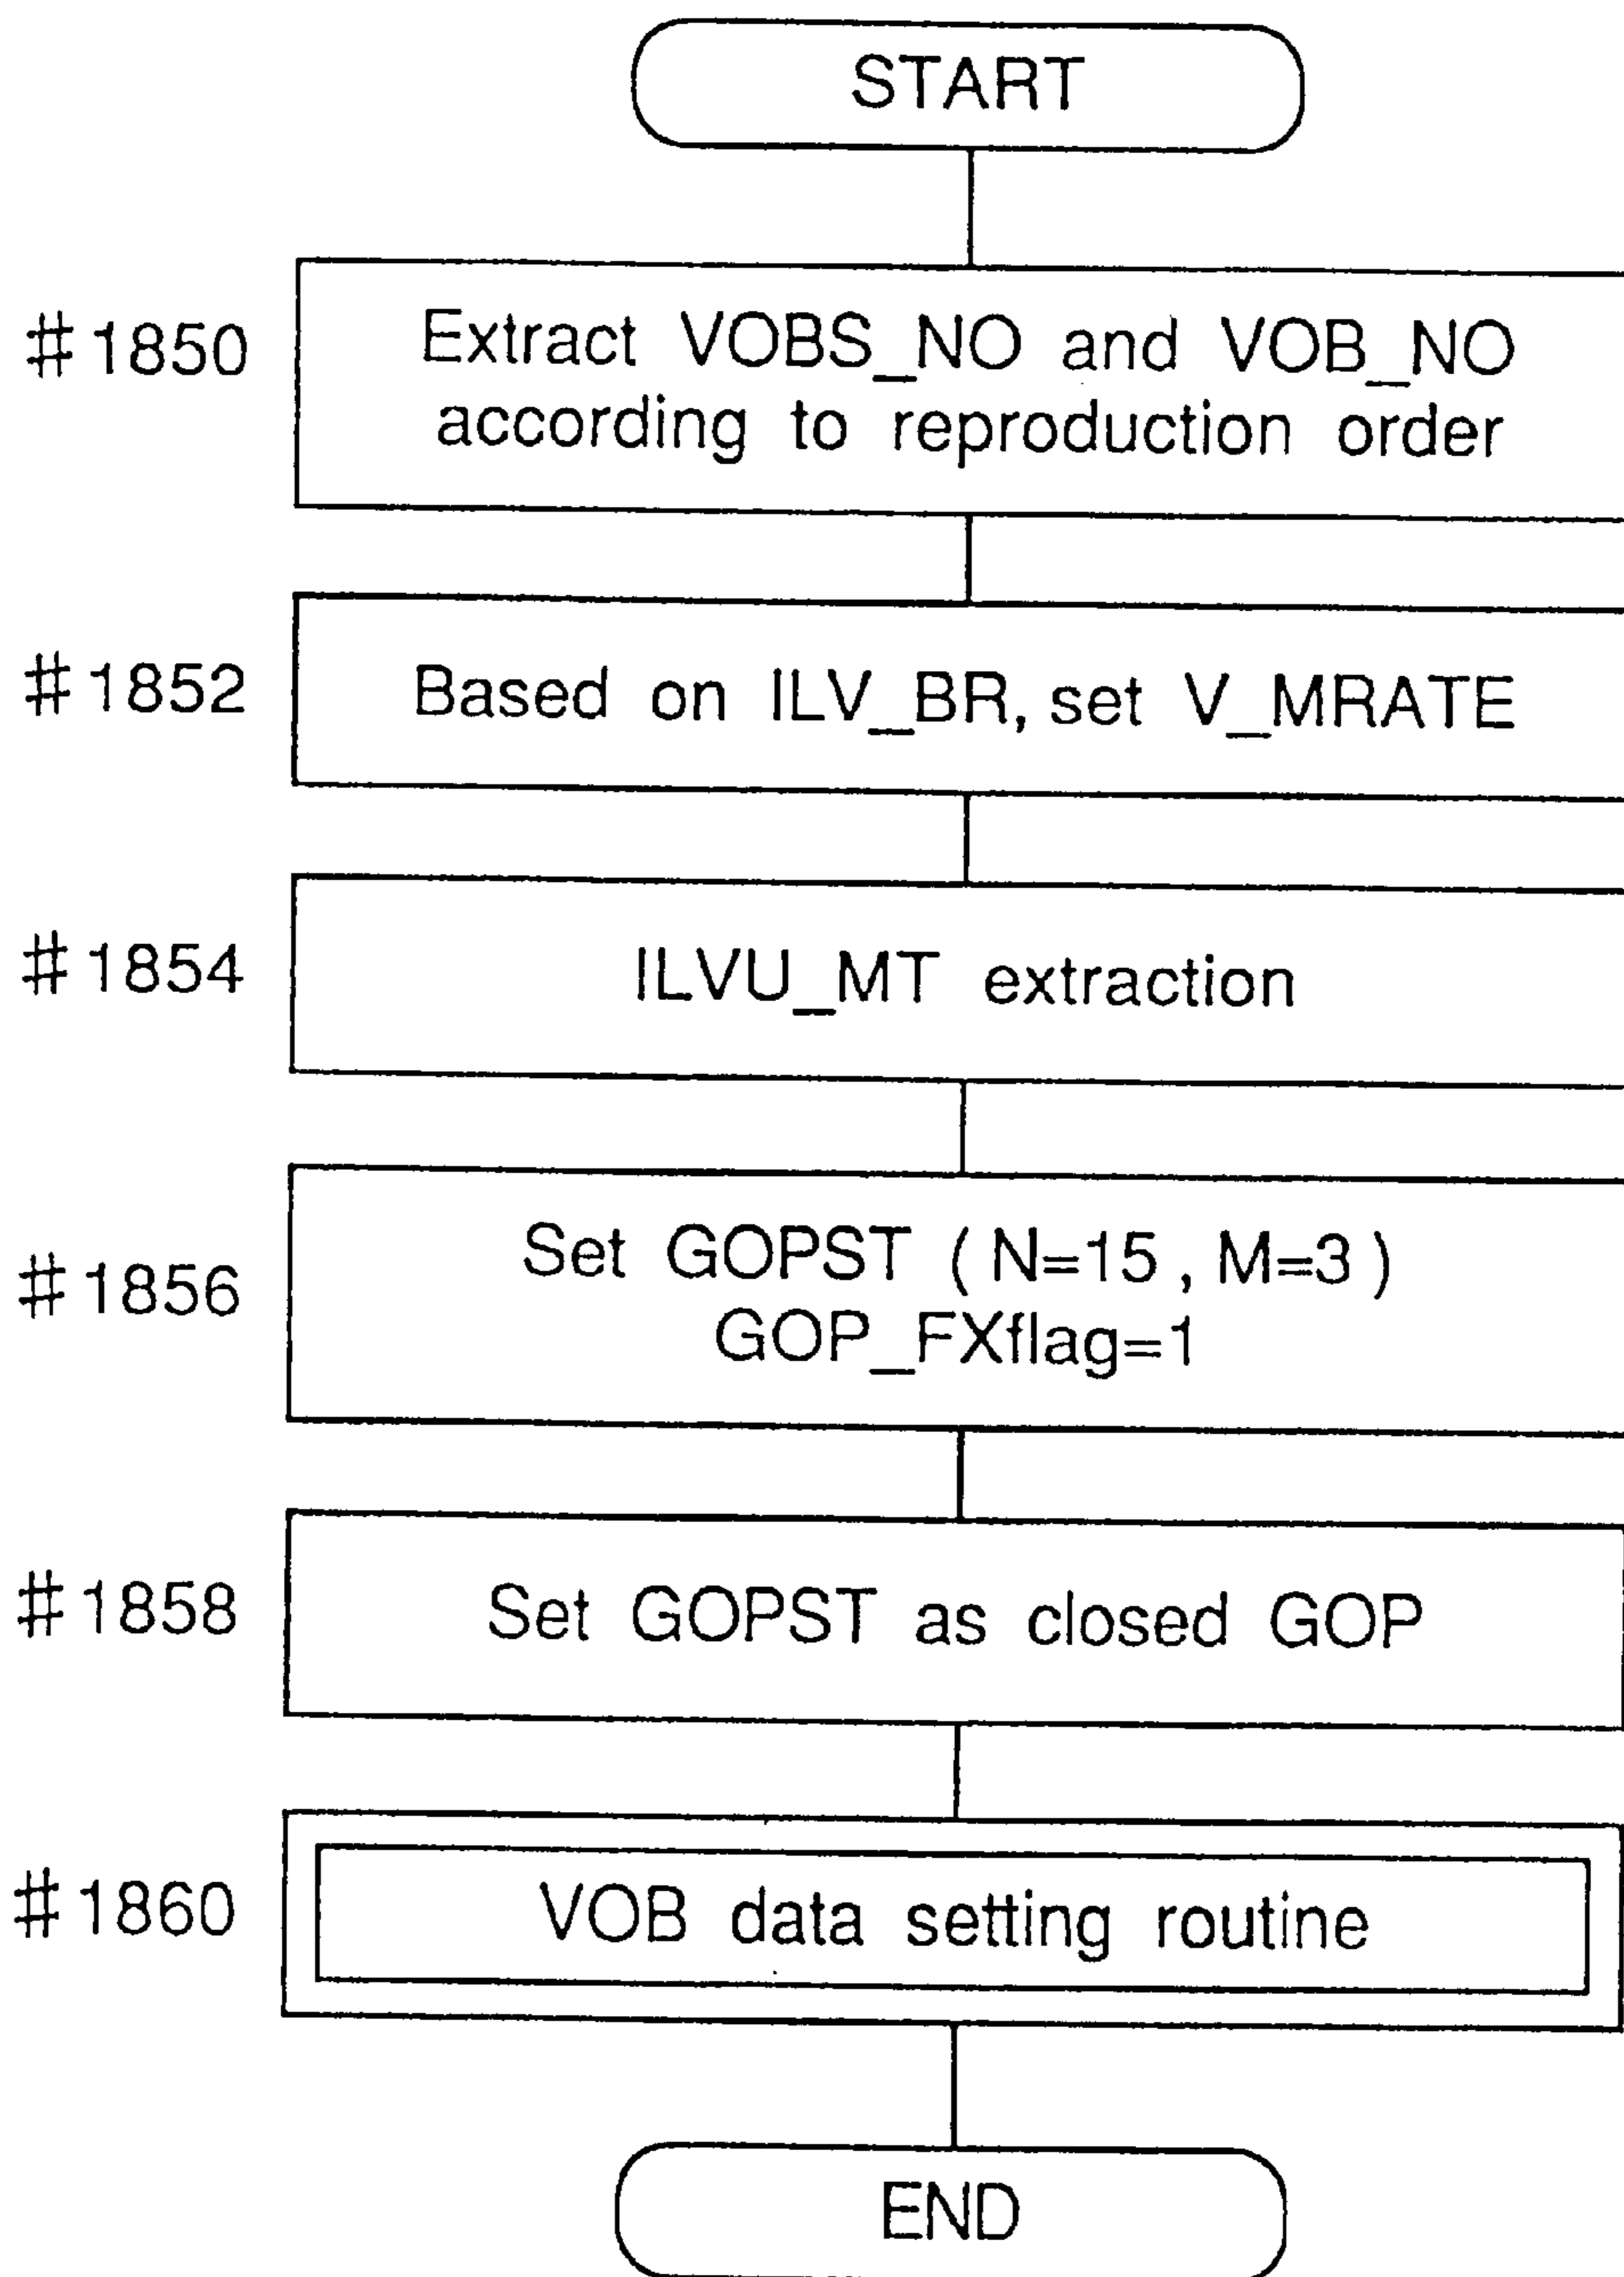 START
#1850
Extract VOBS_NO and VOB_NO
according to reproduction order
#1852
Based on ILV_BR, set V_MRATE
#1854
ILVU_MT extraction
#1856
Set GOPST (N=15, M=3)
GOP_FXflag=1
#1858
Set GOPST as closed GOP
#1860
VOB data setting routine
END